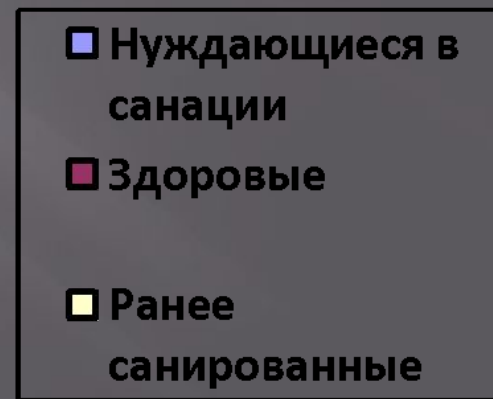 Нуждающиеся в
санации
Здоровые
Ранее
санированные